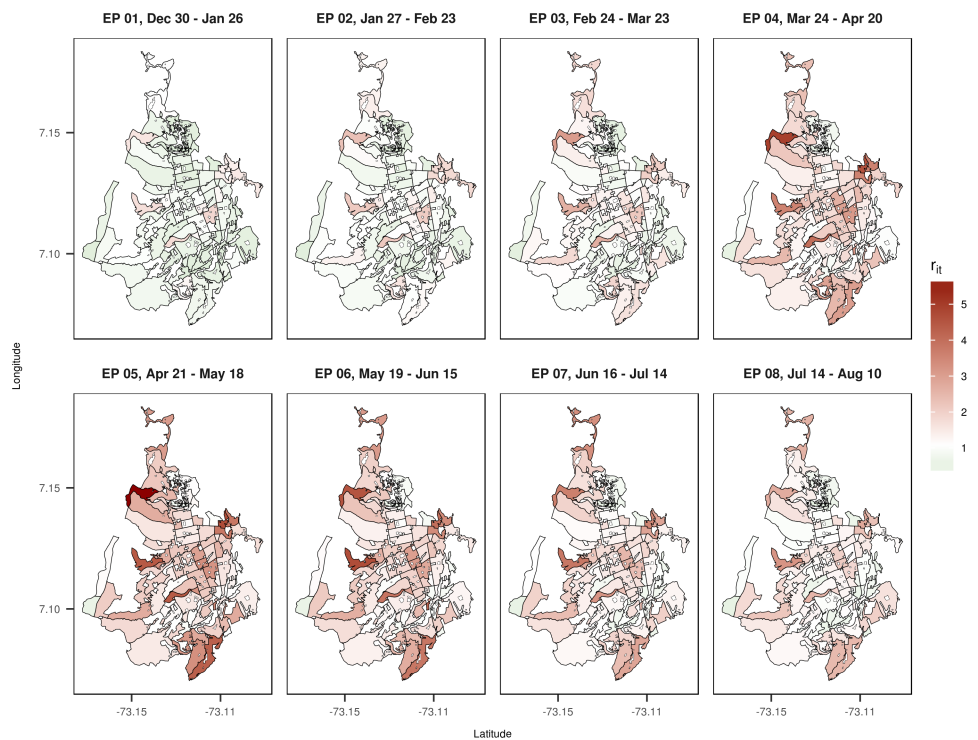 EP 01, Dec 30 - Jan 26
EP 02, Jan 27 - Feb 23
EP 03, Feb 24 - Mar 23
EP 04, Mar 24 - Apr 20
7.15
7.10
EP 05, Apr 21 - May 18
EP 06, May 19 - Jun 15
EP 07, Jun 16 - Jul 14
EP 08, Jul 14 - Aug 10
7.15
7.10
-73.15 -73.11
-73.15 -73.11
-73.15 -73.11
-73.15 -73.11
Longitude
Latitude
rit
5
4
3
2
1